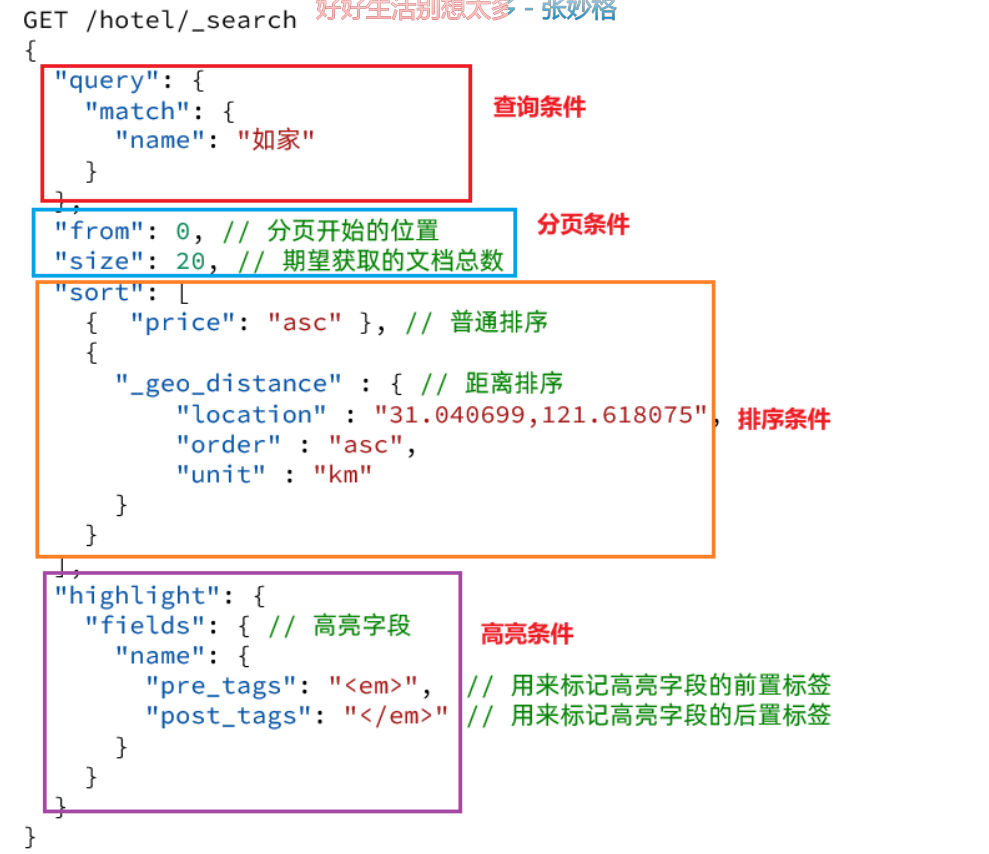 好好生活别想太多 - 张妙格
GET /hotel/_search
{
"query": {
"match": {
"name": "如家"
}
},
查询条件
"from": 0, // 分页开始的位置
"size": 20, // 期望获取的文档总数
分页条件
"sort": [
{ "price": "asc" }, // 普通排序
{
"_geo_distance" : { // 距离排序
"location" : "31.040699,121.618075",
"order" : "asc",
"unit" : "km"
}
}
],
排序条件
"highlight": {
"fields": { // 高亮字段
"name": {
"pre_tags": "<em>", // 用来标记高亮字段的前置标签
"post_tags": "</em>" // 用来标记高亮字段的后置标签
}
}
}
高亮条件
}